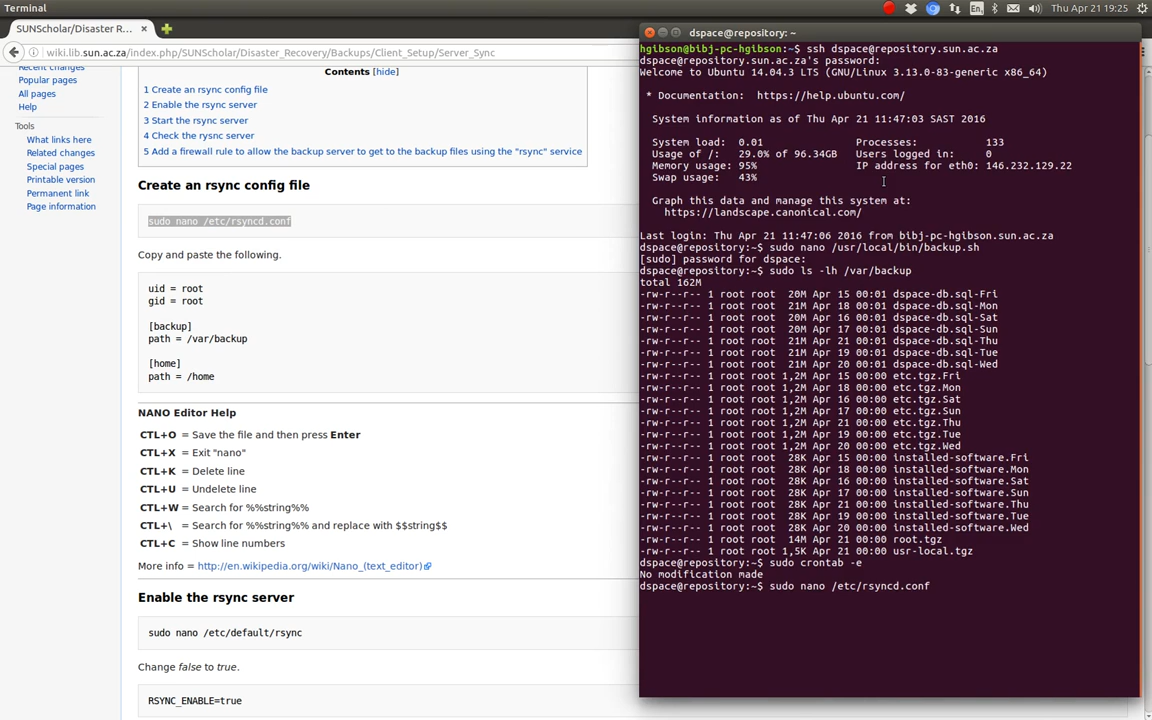 Terminal
En
Thu Apr 21 19:25
SUNScholar/Disaster R...
wiki.lib.sun.ac.za/index.php/SUNScholar/Disaster_Recovery/Backups/Client_Setup/Server_Sync
Recent changes
Popular pages
All pages
Help
Tools
What links here
Related changes
Special pages
Printable version
Permanent link
Page information
Contents [hide]
1 Create an rsync config file
2 Enable the rsync server
3 Start the rsync server
4 Check the rysnc server
5 Add a firewall rule to allow the backup server to get to the backup files using the "rsync" service
Create an rsync config file
sudo nano /etc/rsyncd.conf
Copy and paste the following.
uid = root
gid = root
[backup]
path = /var/backup
[home]
path = /home
NANO Editor Help
CTL+O = Save the file and then press Enter
CTL+X = Exit "nano"
CTL+K = Delete line
CTL+U = Undelete line
CTL+W = Search for %%string%%
CTL+\ = Search for %%string%% and replace with $$string$$
CTL+C = Show line numbers
More info = http://en.wikipedia.org/wiki/Nano_(text_editor)
Enable the rsync server
sudo nano /etc/default/rsync
Change false to true.
RSYNC_ENABLE=true
dspace@repository: ~
hgibson@bibj-pc-hgibson:~$ ssh dspace@repository.sun.ac.za
dspace@repository.sun.ac.za's password:
Welcome to Ubuntu 14.04.3 LTS (GNU/Linux 3.13.0-83-generic x86_64)
* Documentation:  https://help.ubuntu.com/
System information as of Thu Apr 21 11:47:03 SAST 2016
System load:  0.01                Processes:           133
Usage of /:   29.0% of 96.34GB   Users logged in:     0
Memory usage: 95%                 IP address for eth0: 146.232.129.22
Swap usage:   43%
Graph this data and manage this system at:
https://landscape.canonical.com/
Last login: Thu Apr 21 11:47:06 2016 from bibj-pc-hgibson.sun.ac.za
dspace@repository:~$ sudo nano /usr/local/bin/backup.sh
[sudo] password for dspace:
dspace@repository:~$ sudo ls -lh /var/backup
total 162M
-rw-r--r-- 1 root root  20M Apr 15 00:01 dspace-db.sql-Fri
-rw-r--r-- 1 root root  21M Apr 18 00:01 dspace-db.sql-Mon
-rw-r--r-- 1 root root  20M Apr 16 00:01 dspace-db.sql-Sat
-rw-r--r-- 1 root root  20M Apr 17 00:01 dspace-db.sql-Sun
-rw-r--r-- 1 root root  21M Apr 21 00:01 dspace-db.sql-Thu
-rw-r--r-- 1 root root  21M Apr 19 00:01 dspace-db.sql-Tue
-rw-r--r-- 1 root root  21M Apr 20 00:01 dspace-db.sql-Wed
-rw-r--r-- 1 root root 1,2M Apr 15 00:00 etc.tgz.Fri
-rw-r--r-- 1 root root 1,2M Apr 18 00:00 etc.tgz.Mon
-rw-r--r-- 1 root root 1,2M Apr 16 00:00 etc.tgz.Sat
-rw-r--r-- 1 root root 1,2M Apr 17 00:00 etc.tgz.Sun
-rw-r--r-- 1 root root 1,2M Apr 21 00:00 etc.tgz.Thu
-rw-r--r-- 1 root root 1,2M Apr 19 00:00 etc.tgz.Tue
-rw-r--r-- 1 root root 1,2M Apr 20 00:00 etc.tgz.Wed
-rw-r--r-- 1 root root  28K Apr 15 00:00 installed-software.Fri
-rw-r--r-- 1 root root  28K Apr 18 00:00 installed-software.Mon
-rw-r--r-- 1 root root  28K Apr 16 00:00 installed-software.Sat
-rw-r--r-- 1 root root  28K Apr 17 00:00 installed-software.Sun
-rw-r--r-- 1 root root  28K Apr 21 00:00 installed-software.Thu
-rw-r--r-- 1 root root  28K Apr 19 00:00 installed-software.Tue
-rw-r--r-- 1 root root  28K Apr 20 00:00 installed-software.Wed
-rw-r--r-- 1 root root  14M Apr 21 00:00 root.tgz
-rw-r--r-- 1 root root 1,5K Apr 21 00:00 usr-local.tgz
dspace@repository:~$ sudo crontab -e
No modification made
dspace@repository:~$ sudo nano /etc/rsyncd.conf